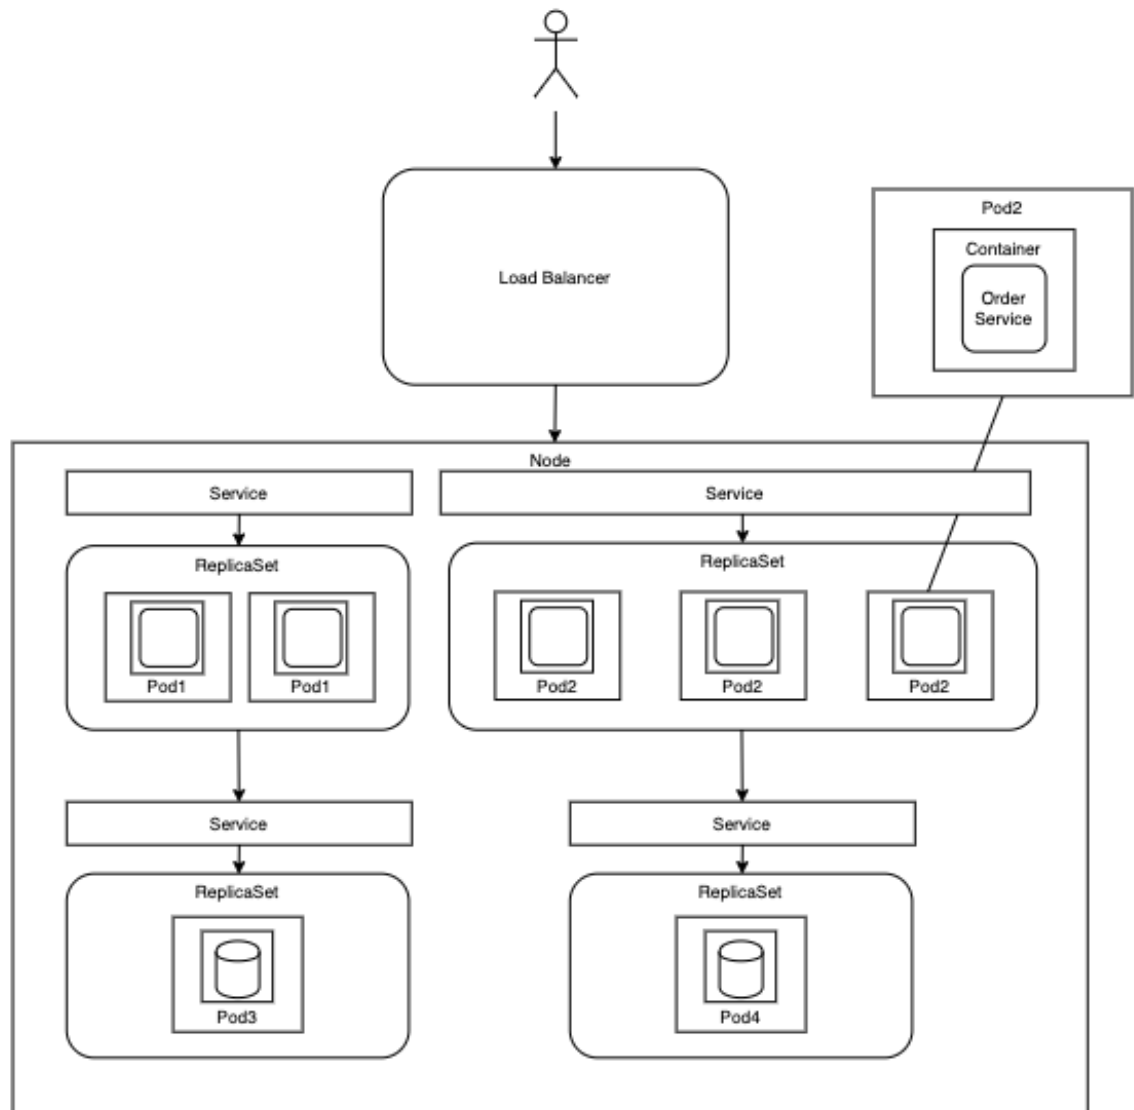 Load Balancer
Pod2
Container
Order
Service
Node
Service
Service
ReplicaSet
ReplicaSet
Pod1
Pod1
Pod2
Pod2
Pod2
Service
Service
ReplicaSet
ReplicaSet
Pod3
Pod4